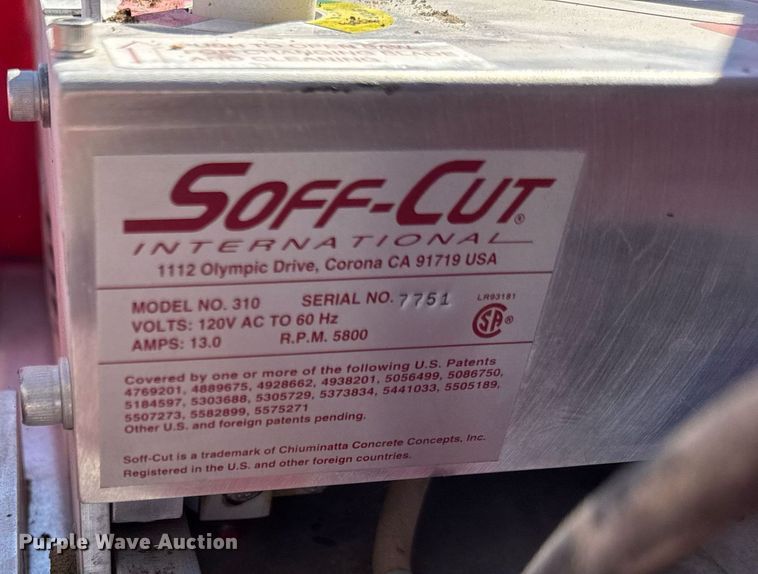 SOFF-CUT®
INTERNATIONAL
1112 Olympic Drive, Corona CA 91719 USA
MODEL NO. 310 SERIAL NO. 7751 LR93181
VOLTS: 120V AC TO 60 Hz
AMPS: 13.0 R.P.M. 5800
Covered by one or more of the following U.S. Patents
4769201, 4889675, 4928662, 4938201, 5056499, 5086750,
5184597, 5303688, 5305729, 5373834, 5441033, 5505189,
5507273, 5582899, 5575271
Other U.S. and foreign patents pending.
Soff-Cut is a trademark of Chiuminatta Concrete Concepts, Inc.
Registered in the U.S. and other foreign countries.
Purple Wave Auction